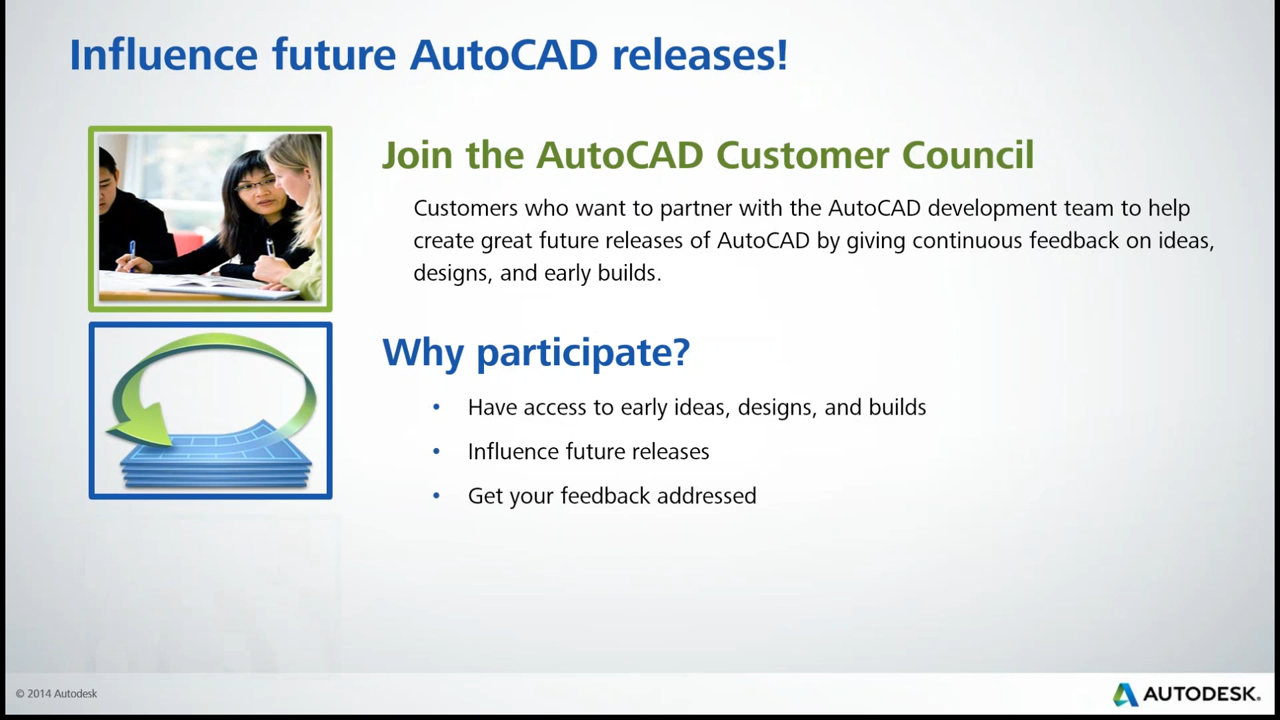 Influence future AutoCAD releases!
Join the AutoCAD Customer Council
Customers who want to partner with the AutoCAD development team to help
create great future releases of AutoCAD by giving continuous feedback on ideas,
designs, and early builds.
Why participate?
• Have access to early ideas, designs, and builds
• Influence future releases
• Get your feedback addressed
© 2014 Autodesk
AUTODESK.